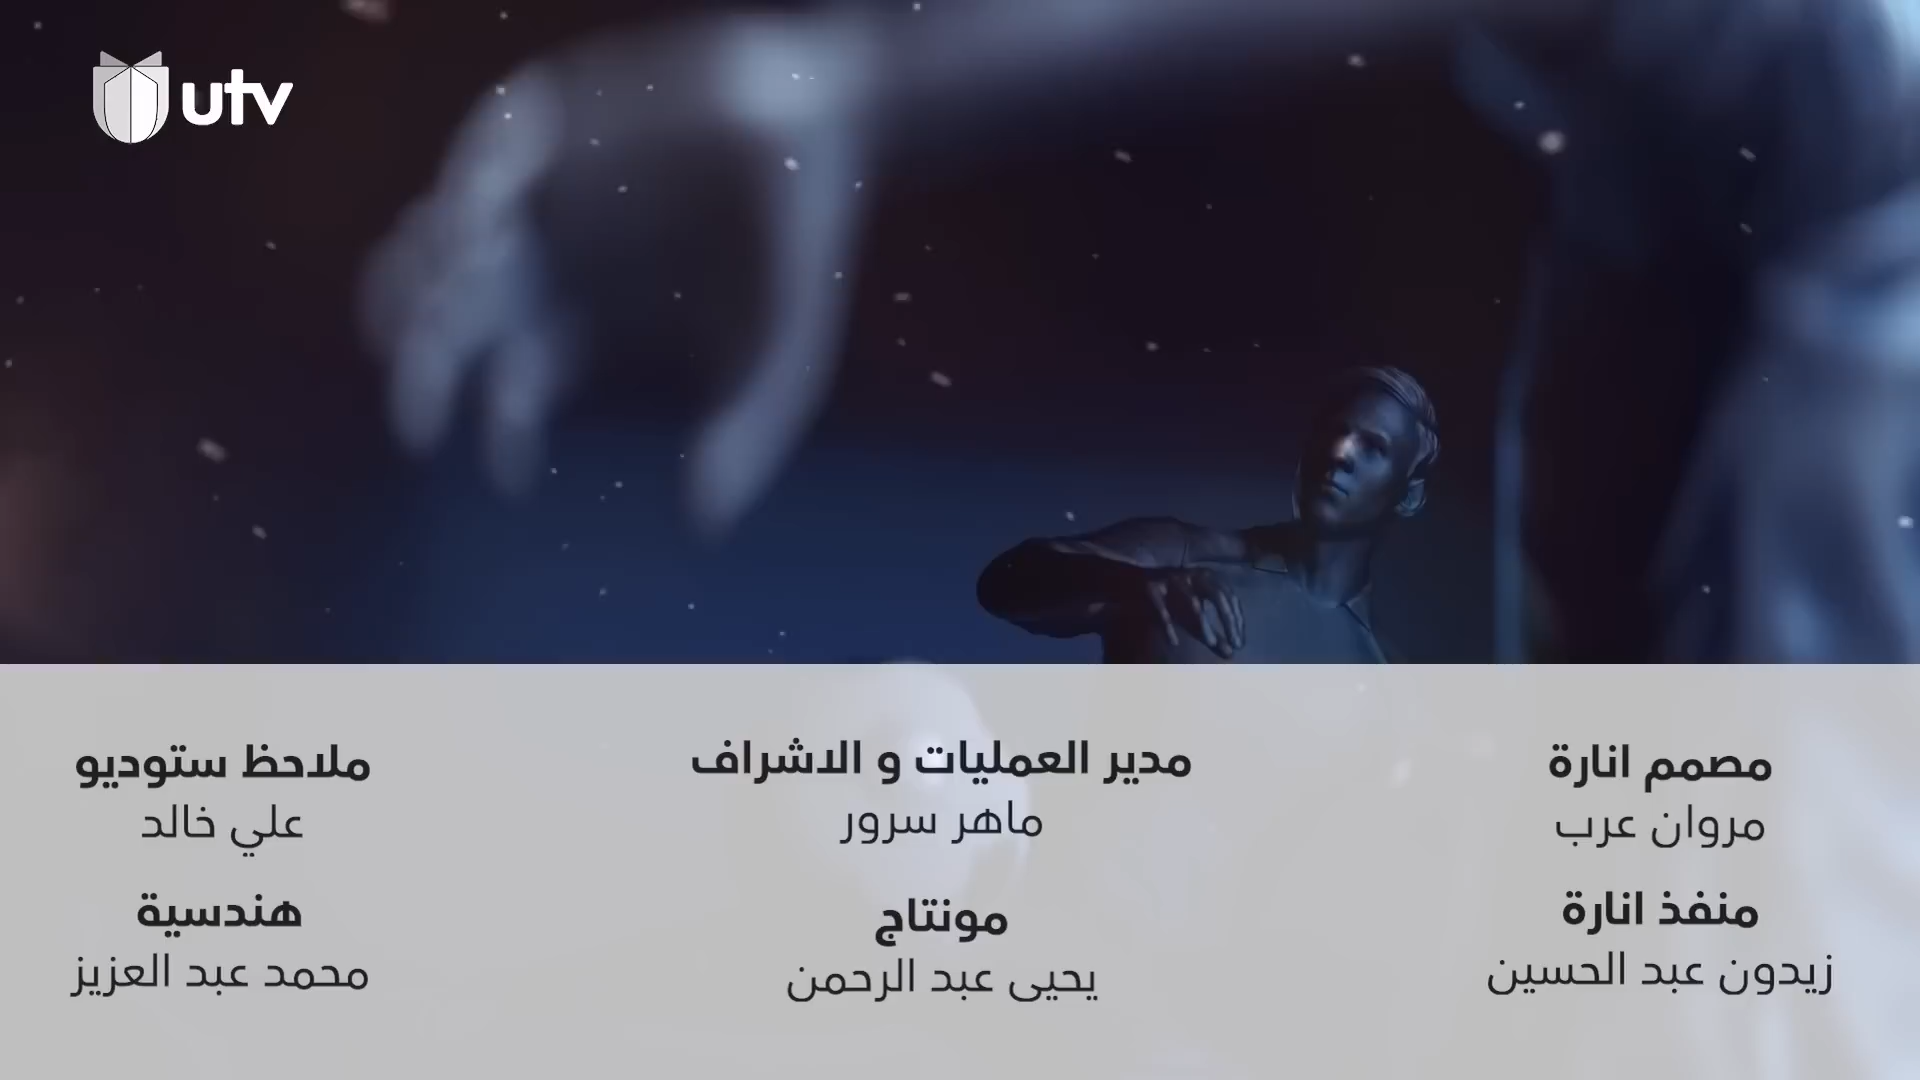 utv
مصمم انارة
مروان عرب
منفذ انارة
زيدون عبد الحسين
مدير العمليات و الاشراف
ماهر سرور
مونتاج
يحيى عبد الرحمن
ملاحظ ستوديو
علي خالد
هندسية
محمد عبد العزيز